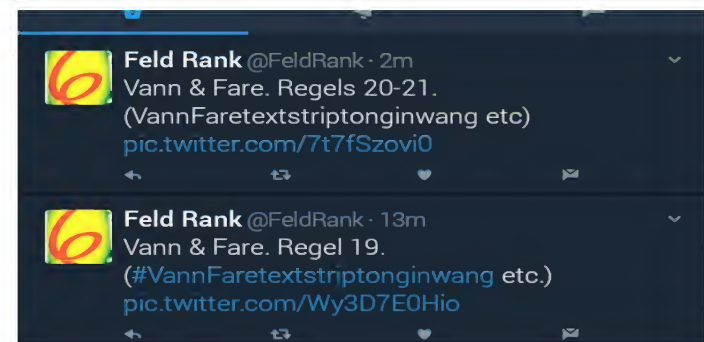 Feld Rank @FeldRank · 2m
Vann & Fare. Regels 20-21.
(VannFaretextstriptonginwang etc)
pic.twitter.com/7t7fSzovi0
Feld Rank @FeldRank · 13m
Vann & Fare. Regel 19.
(#VannFaretextstriptonginwang etc.)
pic.twitter.com/Wy3D7E0Hio